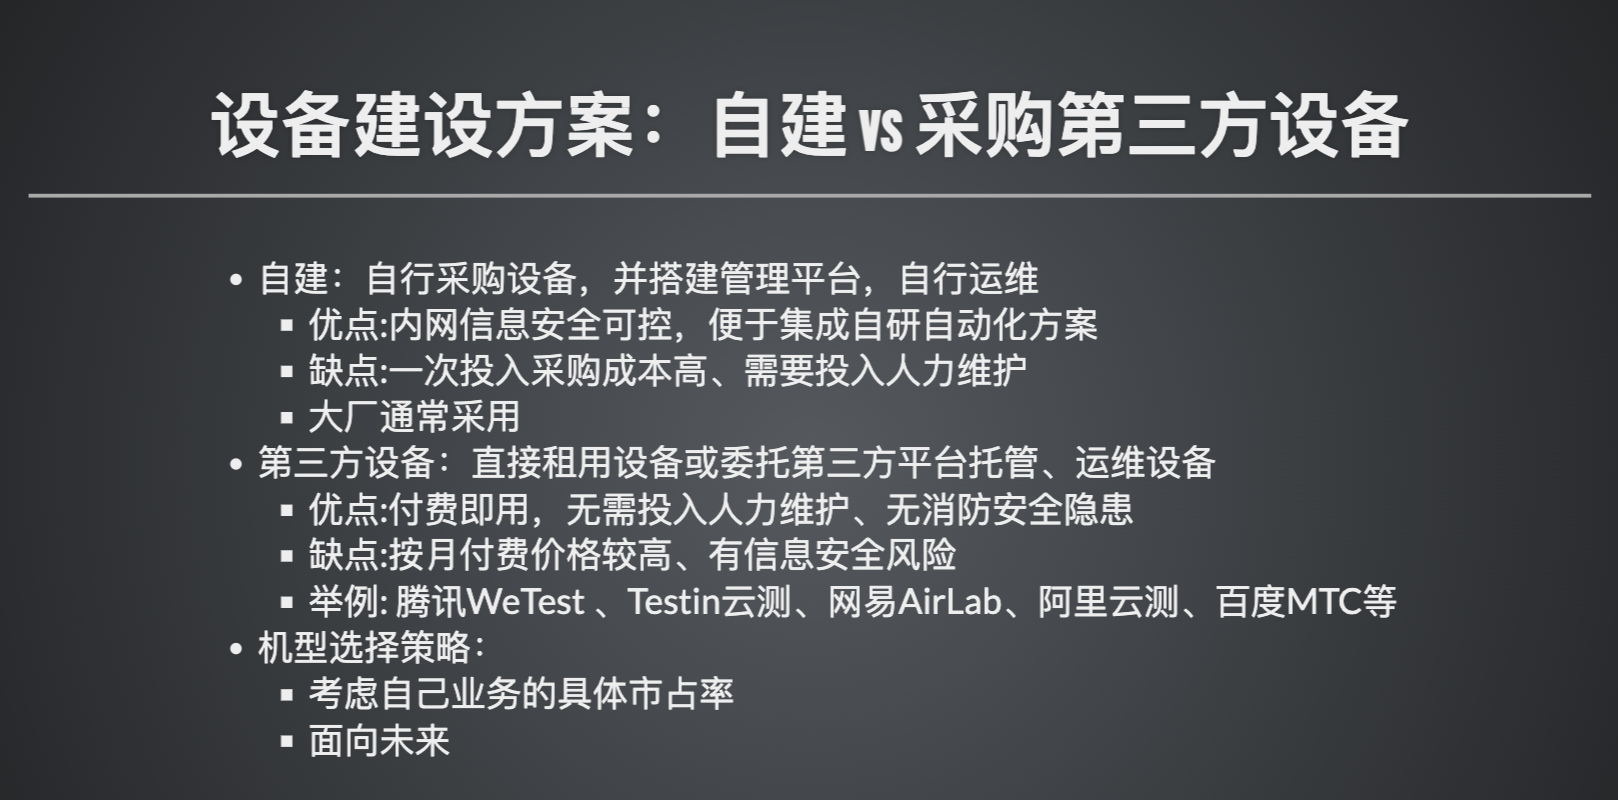 设备建设方案：自建 vs 采购第三方设备
自建：自行采购设备，并搭建管理平台，自行运维
优点:内网信息安全可控，便于集成自研自动化方案
缺点:一次投入采购成本高、需要投入人力维护
大厂通常采用
第三方设备：直接租用设备或委托第三方平台托管、运维设备
优点:付费即用，无需投入人力维护、无消防安全隐患
缺点:按月付费价格较高、有信息安全风险
举例: 腾讯WeTest 、Testin云测、网易AirLab、阿里云测、百度MTC等
机型选择策略：
考虑自己业务的具体市占率
面向未来